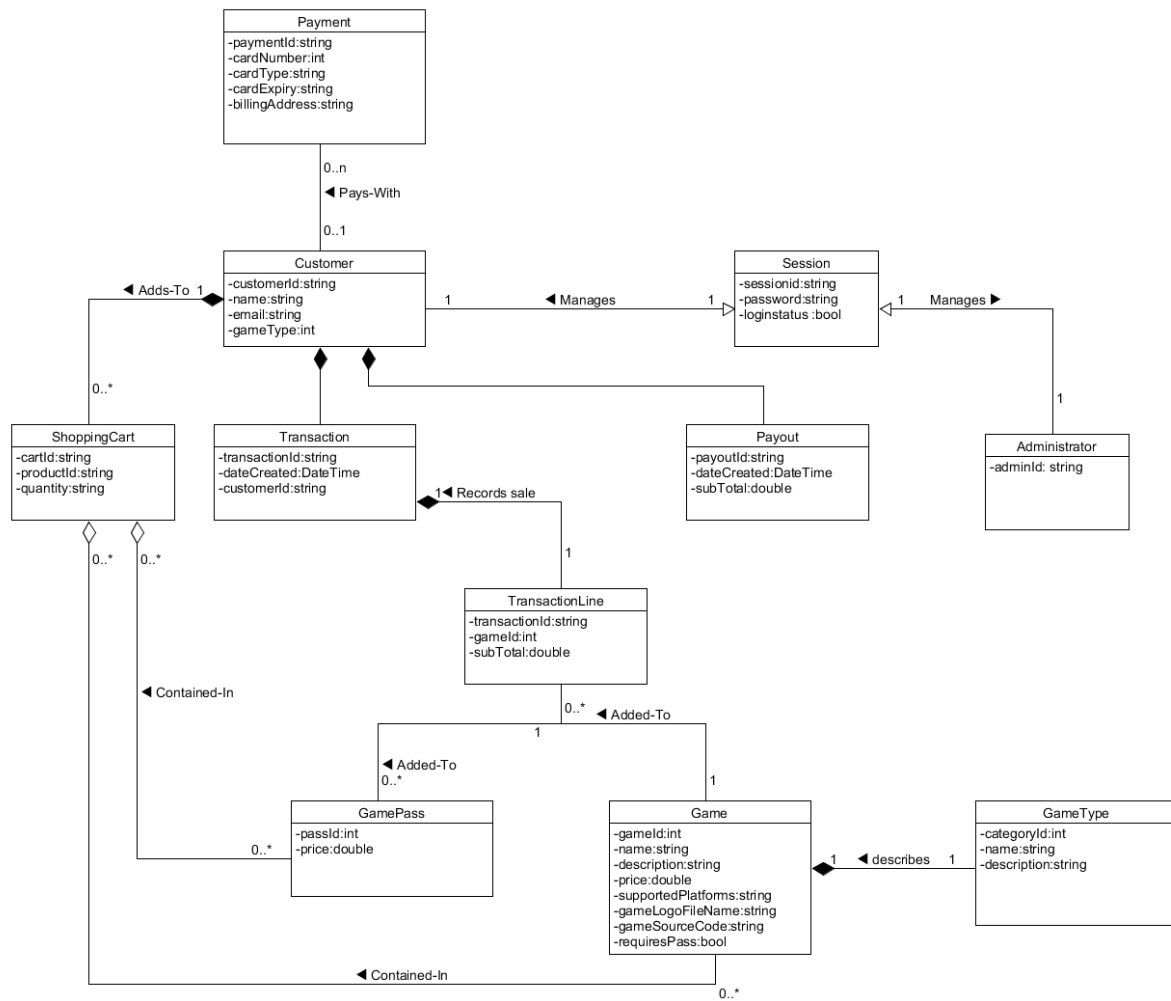 Payment
-paymentId:string
-cardNumber:int
-cardType:string
-cardExpiry:string
-billingAddress:string
0..n
◀ Pays-With
0..1
Customer
-customerId:string
-name:string
-email:string
-gameType:int
Session
-sessionid:string
-password:string
-loginstatus :bool
◀ Adds-To 1
1 ◀ Manages 1
1 Manages ▶
0..*
1
ShoppingCart
-cartId:string
-productId:string
-quantity:string
Transaction
-transactionId:string
-dateCreated:DateTime
-customerId:string
Payout
-payoutId:string
-dateCreated:DateTime
-subTotal:double
Administrator
-adminId: string
1 ◀ Records sale
0..* 0..*
1
TransactionLine
-transactionId:string
-gameId:int
-subTotal:double
◀ Contained-In
0..* ◀ Added-To
1
◀ Added-To
0..* 1
GamePass
-passId:int
-price:double
0..*
Game
-gameId:int
-name:string
-description:string
-price:double
-supportedPlatforms:string
-gameLogoFileName:string
-gameSourceCode:string
-requiresPass:bool
1 ◀ describes 1
GameType
-categoryId:int
-name:string
-description:string
◀ Contained-In
0..*